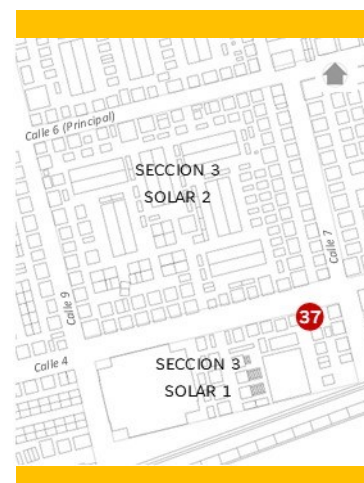 Calle 6 (Principal)
SECCION 3
SOLAR 2
Calle 7
Calle 9
37
Calle 4
SECCION 3
SOLAR 1